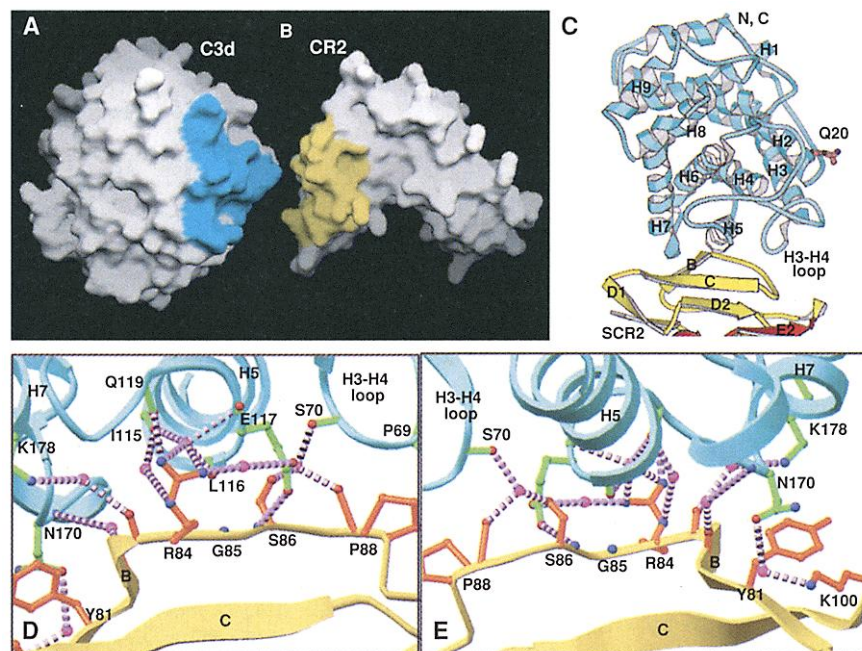 A
C3d
B
CR2
C
N, C
H1
H9
H8
H2
Q20
H3
H6
H4
H7
H5
H3-H4
loop
B
C
D1
D2
SCR2
E2
H7
Q119
H5
H3-H4
loop
E117
S70
I115
P69
K178
L116
N170
R84
G85
S86
P88
B
Y81
D
C
H3-H4
loop
H7
H5
K178
S70
N170
S86
G85
R84
B
P88
Y81
K100
E
C